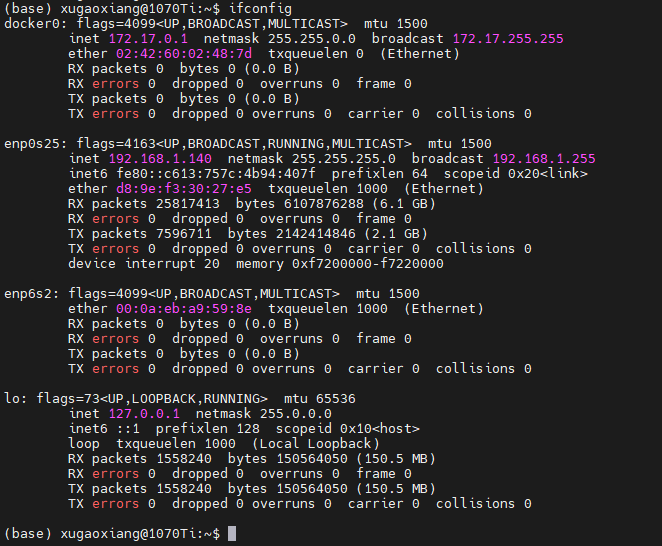 (base) xugaoxiang@1070Ti:~$ ifconfig
docker0: flags=4099<UP,BROADCAST,MULTICAST>  mtu 1500
        inet 172.17.0.1  netmask 255.255.0.0  broadcast 172.17.255.255
        ether 02:42:60:02:48:7d  txqueuelen 0  (Ethernet)
        RX packets 0  bytes 0 (0.0 B)
        RX errors 0  dropped 0  overruns 0  frame 0
        TX packets 0  bytes 0 (0.0 B)
        TX errors 0  dropped 0 overruns 0  carrier 0  collisions 0

enp0s25: flags=4163<UP,BROADCAST,RUNNING,MULTICAST>  mtu 1500
        inet 192.168.1.140  netmask 255.255.255.0  broadcast 192.168.1.255
        inet6 fe80::c613:757c:4b94:407f  prefixlen 64  scopeid 0x20<link>
        ether d8:9e:f3:30:27:e5  txqueuelen 1000  (Ethernet)
        RX packets 25817413  bytes 6107876288 (6.1 GB)
        RX errors 0  dropped 0  overruns 0  frame 0
        TX packets 7596711  bytes 2142414846 (2.1 GB)
        TX errors 0  dropped 0 overruns 0  carrier 0  collisions 0
        device interrupt 20  memory 0xf7200000-f7220000

enp6s2: flags=4099<UP,BROADCAST,MULTICAST>  mtu 1500
        ether 00:0a:eb:a9:59:8e  txqueuelen 1000  (Ethernet)
        RX packets 0  bytes 0 (0.0 B)
        RX errors 0  dropped 0  overruns 0  frame 0
        TX packets 0  bytes 0 (0.0 B)
        TX errors 0  dropped 0 overruns 0  carrier 0  collisions 0

lo: flags=73<UP,LOOPBACK,RUNNING>  mtu 65536
        inet 127.0.0.1  netmask 255.0.0.0
        inet6 ::1  prefixlen 128  scopeid 0x10<host>
        loop  txqueuelen 1000  (Local Loopback)
        RX packets 1558240  bytes 150564050 (150.5 MB)
        RX errors 0  dropped 0  overruns 0  frame 0
        TX packets 1558240  bytes 150564050 (150.5 MB)
        TX errors 0  dropped 0 overruns 0  carrier 0  collisions 0

(base) xugaoxiang@1070Ti:~$